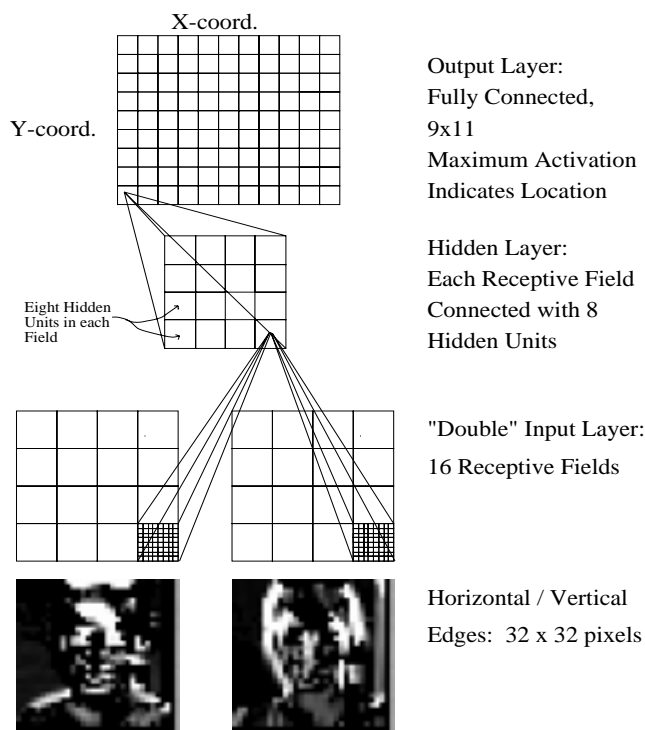 X-coord.
Y-coord.
Output Layer:
Fully Connected,
9x11
Maximum Activation
Indicates Location
Hidden Layer:
Each Receptive Field
Connected with 8
Hidden Units
Eight Hidden
Units in each
Field
"Double" Input Layer:
16 Receptive Fields
Horizontal / Vertical
Edges: 32 x 32 pixels